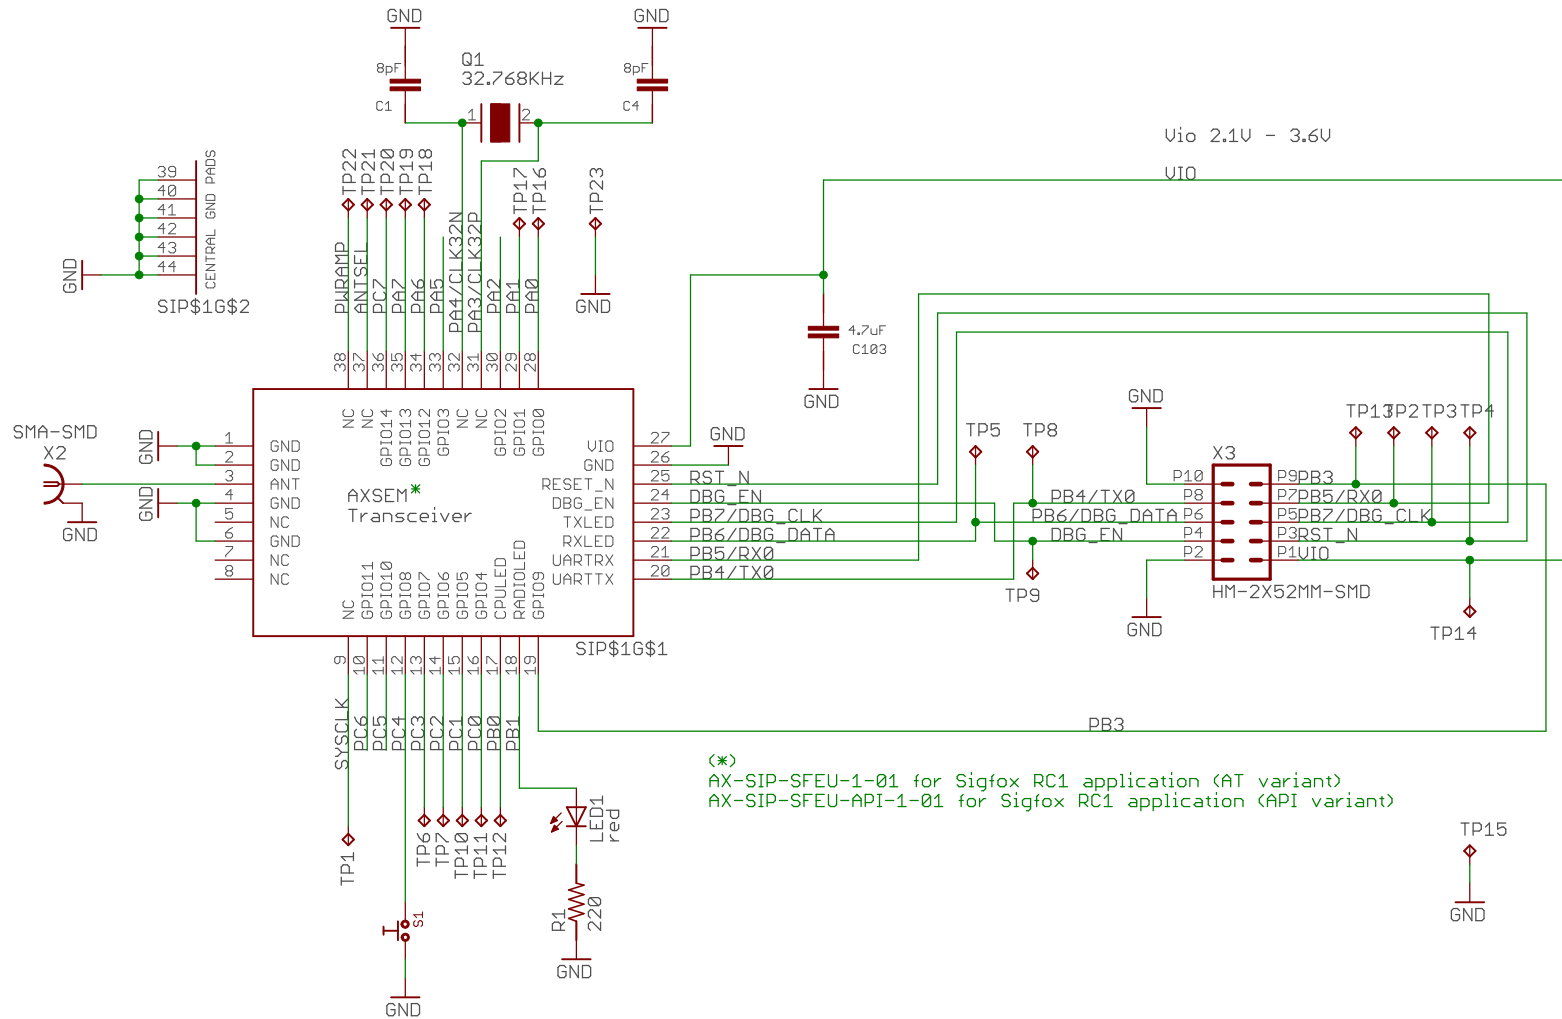 GND
GND
8pF
C1
Q1
32.768KHz
1
2
8pF
C4
Vio 2.1V - 3.6V
VIO
39
40
41
42
43
44
CENTRAL GND PADS
GND
SIP$1G$2
TP22
TP21
TP20
TP19
TP18
TP17
TP16
TP23
GND
PWRAMP
ANTSEL
PC7
PA7
PA6
PA5
PA4/CLK32N
PA3/CLK32P
PA2
PA1
PA0
38
37
36
35
34
33
32
31
30
29
28
NC
NC
GPIO14
GPIO13
GPIO12
GPIO3
NC
NC
GPIO2
GPIO1
GPIO0
4.7uF
C103
GND
SMA-SMD
X2
GND
GND
GND
1 GND
2 GND
3 ANT
4 GND
5 NC
6 GND
7 NC
8 NC
AXSEM*
Transceiver
VIO 27
GND 26
RESET_N 25 RST_N
DBG_EN 24 DBG_EN
TXLED 23 PB7/DBG_CLK
RXLED 22 PB6/DBG_DATA
UARTRX 21 PB5/RX0
UARTTX 20 PB4/TX0
GND
TP5
TP8
TP9
PB4/TX0
PB6/DBG_DATA
DBG_EN
GND
X3
P10
P8
P6
P4
P2
P9 PB3
P7 PB5/RX0
P5 PB7/DBG_CLK
P3 RST_N
P1 VIO
TP13
TP2
TP3
TP4
HM-2X52MM-SMD
GND
TP14
NC
GPIO11
GPIO10
GPIO8
GPIO7
GPIO6
GPIO5
GPIO4
CPULED
RADIOLED
GPIO9
SIP$1G$1
9
10
11
12
13
14
15
16
17
18
19
SYSCLK
PC6
PC5
PC4
PC3
PC2
PC1
PC0
PB0
PB1
PB3
(*)
AX-SIP-SFEU-1-01 for Sigfox RC1 application (AT variant)
AX-SIP-SFEU-API-1-01 for Sigfox RC1 application (API variant)
TP1
TP6
TP7
TP10
TP11
TP12
LED1
red
R1
220
GND
S1
GND
TP15
GND